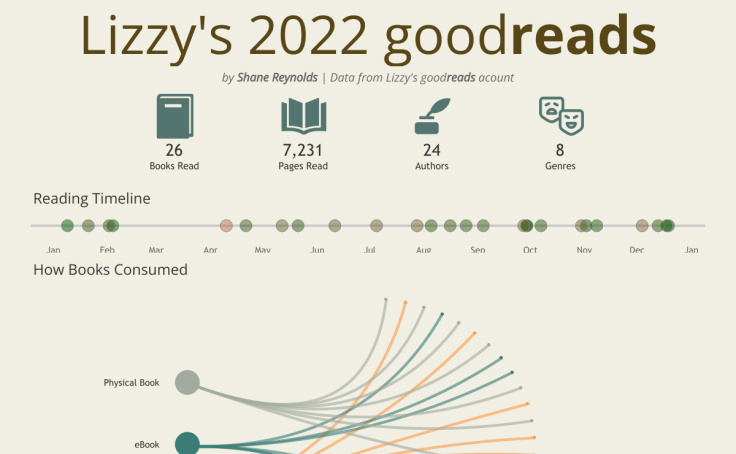 Lizzy's 2022 goodreads
by Shane Reynolds | Data from Lizzy's goodreads acount
26 7,231 24 8
Books Read Pages Read Authors Genres
Reading Timeline
Jan Feb Mar Apr May Jun Jul Aug Sep Oct Nov Dec Jan
How Books Consumed
Physical Book
eBook